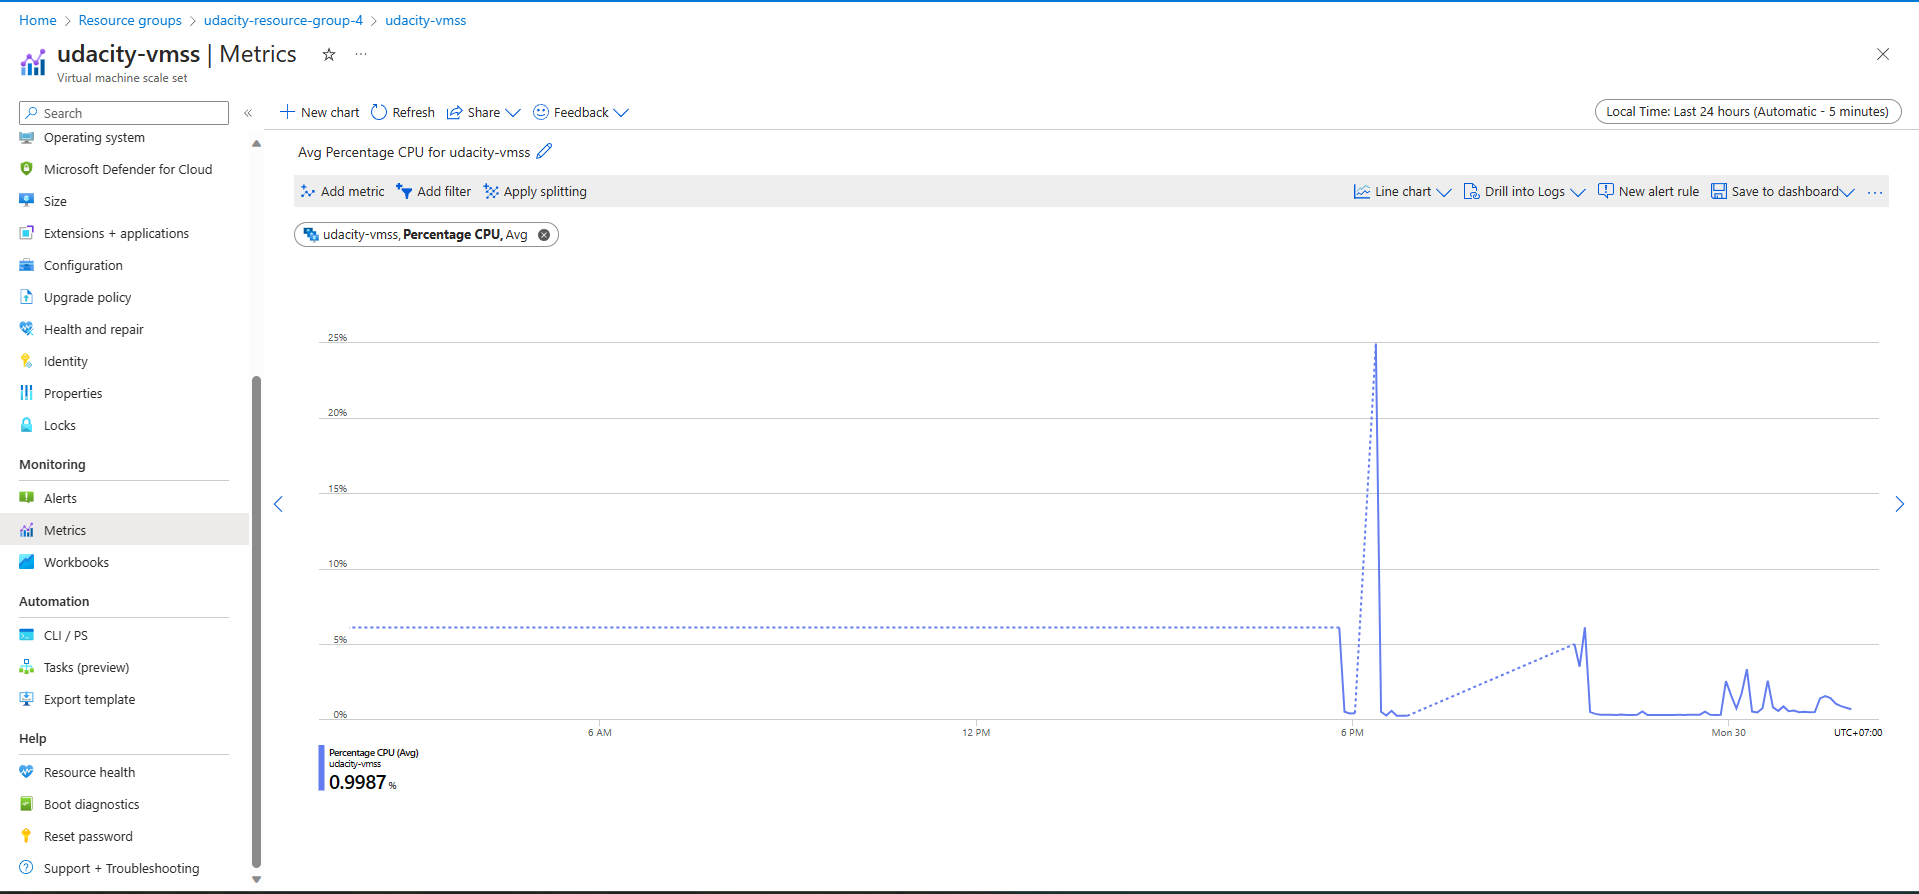 Home > Resource groups > udacity-resource-group-4 > udacity-vmss
udacity-vmss | Metrics
Virtual machine scale set
Search
Operating system
Microsoft Defender for Cloud
Size
Extensions + applications
Configuration
Upgrade policy
Health and repair
Identity
Properties
Locks
Monitoring
Alerts
Metrics
Workbooks
Automation
CLI / PS
Tasks (preview)
Export template
Help
Resource health
Boot diagnostics
Reset password
Support + Troubleshooting
New chart Refresh Share Feedback
Local Time: Last 24 hours (Automatic - 5 minutes)
Avg Percentage CPU for udacity-vmss
Add metric Add filter Apply splitting Line chart Drill into Logs New alert rule Save to dashboard
udacity-vmss, Percentage CPU, Avg
25%
20%
15%
10%
5%
0%
6 AM 12 PM 6 PM Mon 30 UTC+07:00
Percentage CPU (Avg)
udacity-vmss
0.9987 %